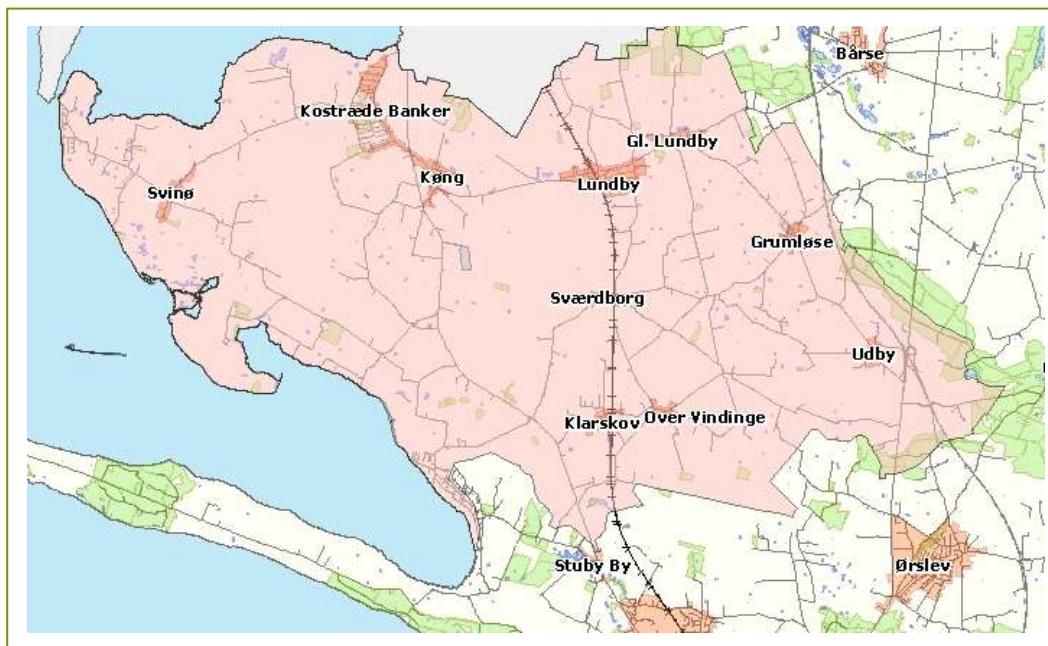 Bårse
Kostræde Banker
Gl. Lundby
Køng
Lundby
Svinø
Grumløse
Sværdborg
Udby
Klarskov
Over Vindinge
Stuby By
Ørslev